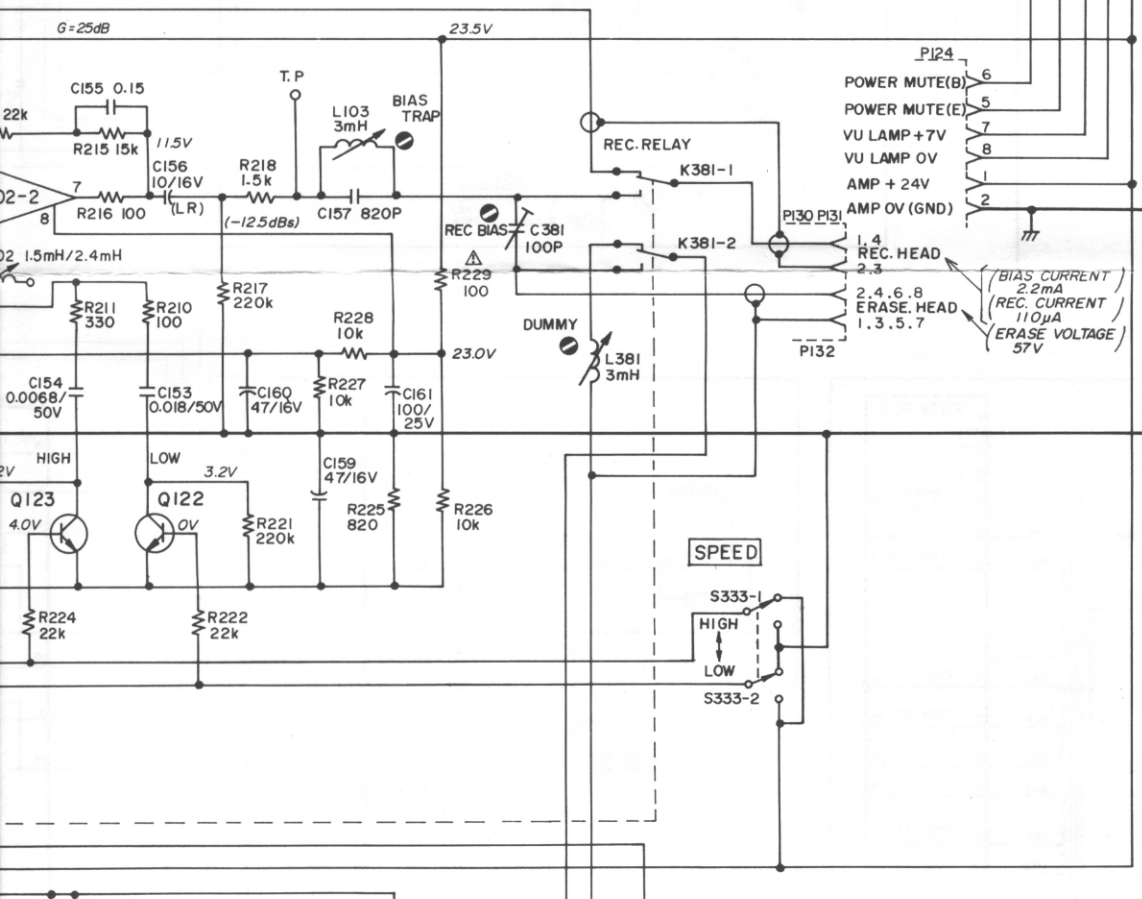 G=25dB
23.5V
P124
C155 0.15
T.P
POWER MUTE(B) 6
22k
L103
3mH
BIAS
TRAP
POWER MUTE(E) 5
R215 15k
11.5V
VU LAMP+7V 7
REC. RELAY
VU LAMP 0V 8
C156
10/16V
(LR)
R218
1.5k
K381-1
AMP + 24V 1
02-2
7
R216 100
C157 820P
AMP 0V (GND) 2
8
(-12.5dBs)
REC BIAS
C381
100P
P130 P131
K381-2
1.4
REC. HEAD
2.3
02 1.5mH/2.4mH
R229
100
(BIAS CURRENT)
2.2mA
R217
220k
(REC. CURRENT)
110μA
R211
330
R210
100
2.4.6.8
ERASE. HEAD
1.3.5.7
R228
10k
DUMMY
(ERASE VOLTAGE)
57V
23.0V
L381
3mH
P132
C154
0.0068/
50V
C153
0.018/50V
C160
47/16V
R227
10k
C161
100/
25V
HIGH
LOW
2V
3.2V
C159
47/16V
Q123
Q122
4.0V
0V
R221
220k
R225
820
R226
10k
SPEED
S333-1
HIGH
R224
22k
R222
22k
LOW
S333-2